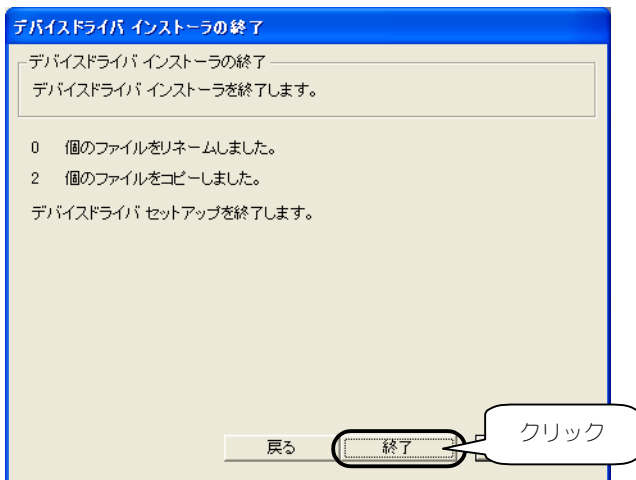 デバイスドライバ インストーラの終了
デバイスドライバ インストーラの終了
デバイスドライバ インストーラを終了します。
0 個のファイルをリネームしました。
2 個のファイルをコピーしました。
デバイスドライバ セットアップを終了します。
戻る 終了 クリック